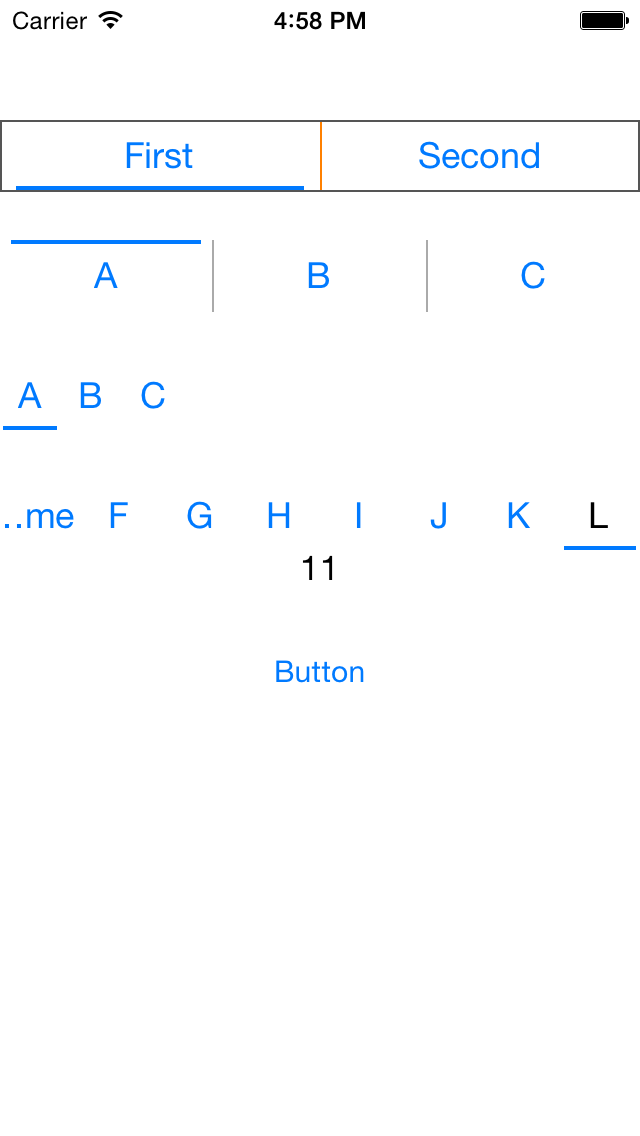 Carrier 4:58 PM
First Second
A B C
A B C
..me F G H I J K L
11
Button